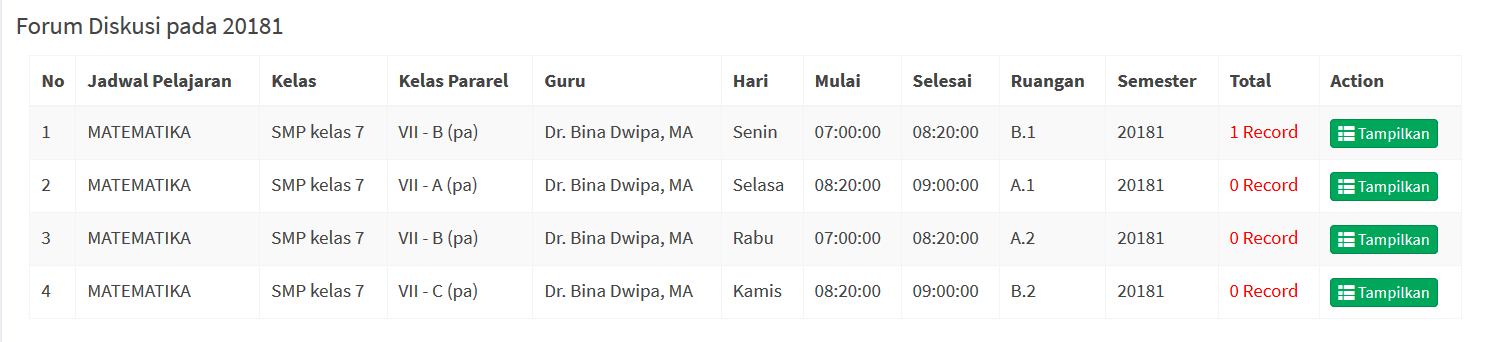 Forum Diskusi pada 20181
No Jadwal Pelajaran Kelas Kelas Pararel Guru Hari Mulai Selesai Ruangan Semester Total Action
1 MATEMATIKA SMP kelas 7 VII - B (pa) Dr. Bina Dwipa, MA Senin 07:00:00 08:20:00 B.1 20181 1 Record Tampilkan
2 MATEMATIKA SMP kelas 7 VII - A (pa) Dr. Bina Dwipa, MA Selasa 08:20:00 09:00:00 A.1 20181 0 Record Tampilkan
3 MATEMATIKA SMP kelas 7 VII - B (pa) Dr. Bina Dwipa, MA Rabu 07:00:00 08:20:00 A.2 20181 0 Record Tampilkan
4 MATEMATIKA SMP kelas 7 VII - C (pa) Dr. Bina Dwipa, MA Kamis 08:20:00 09:00:00 B.2 20181 0 Record Tampilkan